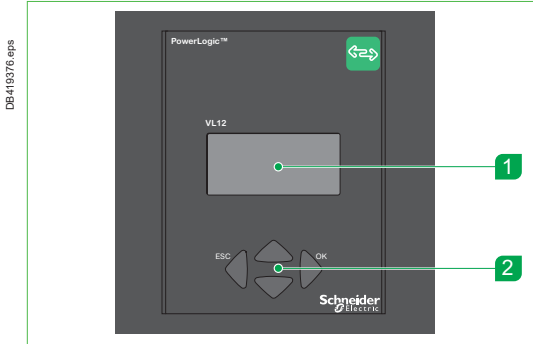 DB419376.eps
PowerLogic™
VL12
1
ESC
OK
2
Schneider
Electric